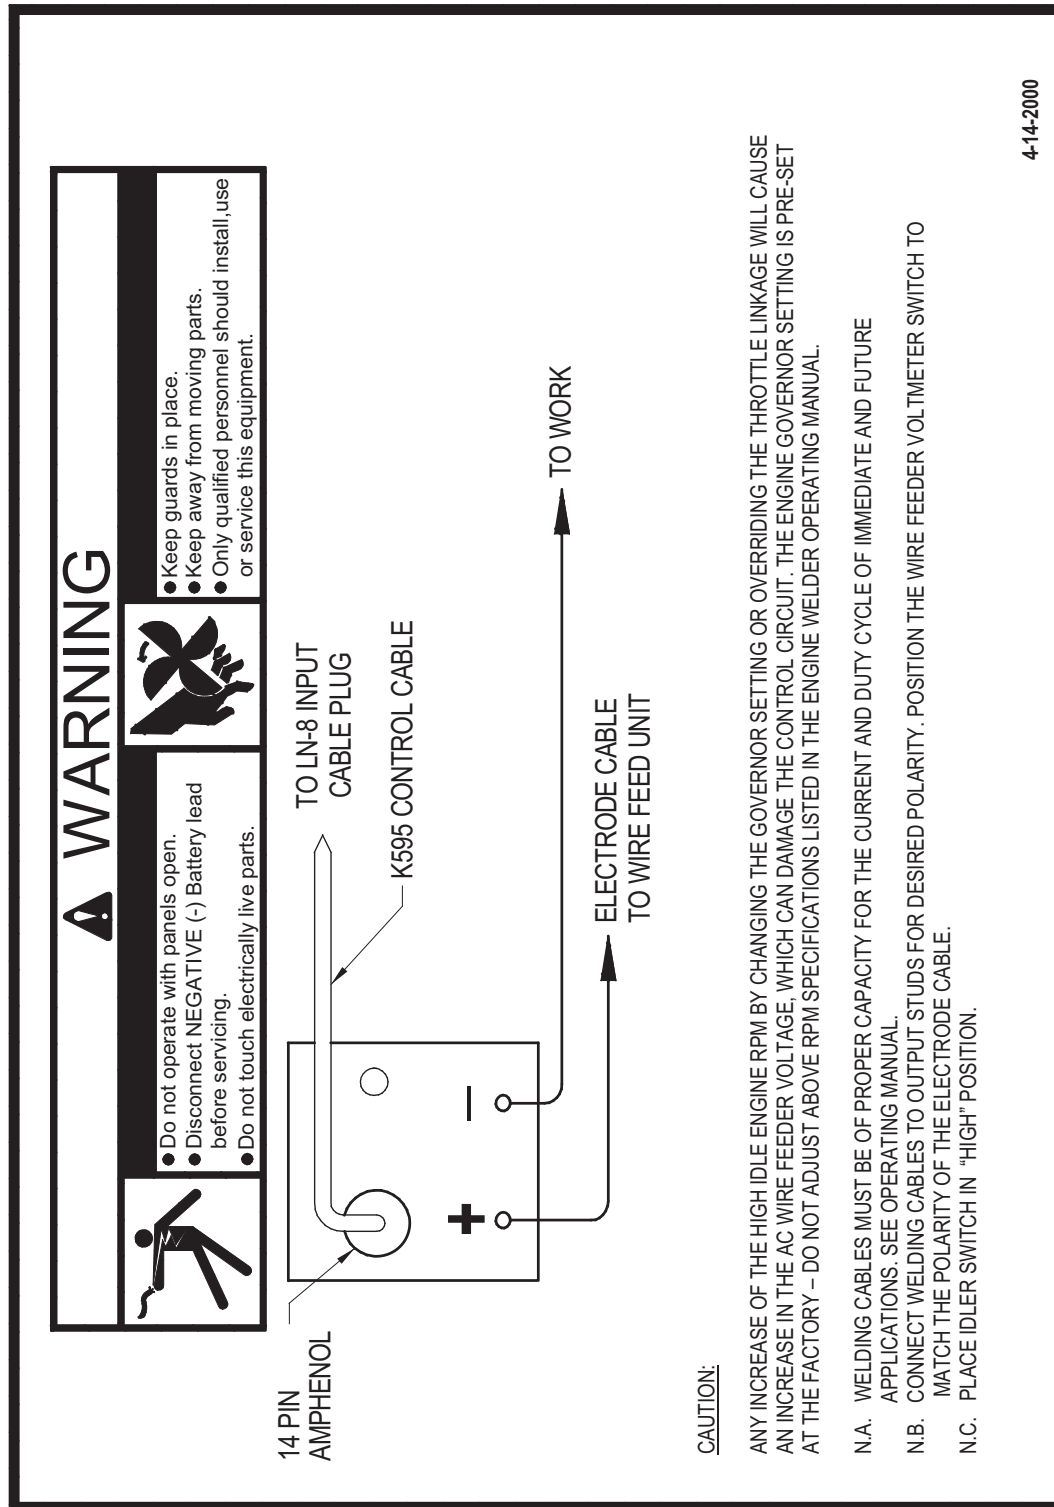 WARNING
● Do not operate with panels open.
● Disconnect NEGATIVE (-) Battery lead
before servicing.
● Do not touch electrically live parts.
● Keep guards in place.
● Keep away from moving parts.
● Only qualified personnel should install,use
or service this equipment.
14 PIN
AMPHENOL
TO LN-8 INPUT
CABLE PLUG
K595 CONTROL CABLE
+
–
ELECTRODE CABLE
TO WIRE FEED UNIT
TO WORK
CAUTION:
ANY INCREASE OF THE HIGH IDLE ENGINE RPM BY CHANGING THE GOVERNOR SETTING OR OVERRIDING THE THROTTLE LINKAGE WILL CAUSE
AN INCREASE IN THE AC WIRE FEEDER VOLTAGE, WHICH CAN DAMAGE THE CONTROL CIRCUIT. THE ENGINE GOVERNOR SETTING IS PRE-SET
AT THE FACTORY – DO NOT ADJUST ABOVE RPM SPECIFICATIONS LISTED IN THE ENGINE WELDER OPERATING MANUAL.
N.A. WELDING CABLES MUST BE OF PROPER CAPACITY FOR THE CURRENT AND DUTY CYCLE OF IMMEDIATE AND FUTURE
APPLICATIONS. SEE OPERATING MANUAL.
N.B. CONNECT WELDING CABLES TO OUTPUT STUDS FOR DESIRED POLARITY. POSITION THE WIRE FEEDER VOLTMETER SWITCH TO
MATCH THE POLARITY OF THE ELECTRODE CABLE.
N.C. PLACE IDLER SWITCH IN "HIGH" POSITION.
4-14-2000